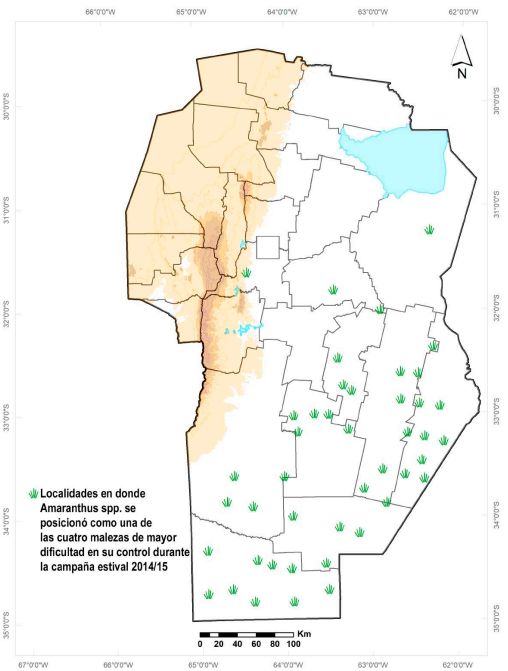 66°0'0"O 65°0'0"O 64°0'0"O 63°0'0"O 62°0'0"O
N
30°0'0"S
30°0'0"S
31°0'0"S
31°0'0"S
32°0'0"S
32°0'0"S
33°0'0"S
33°0'0"S
Localidades en donde
Amaranthus spp. se
posicionó como una de
las cuatro malezas de mayor
dificultad en su control durante
la campaña estival 2014/15
34°0'0"S
34°0'0"S
35°0'0"S
35°0'0"S
Km
0 20 40 60 80 100
67°0'0"O 66°0'0"O 65°0'0"O 64°0'0"O 63°0'0"O 62°0'0"O